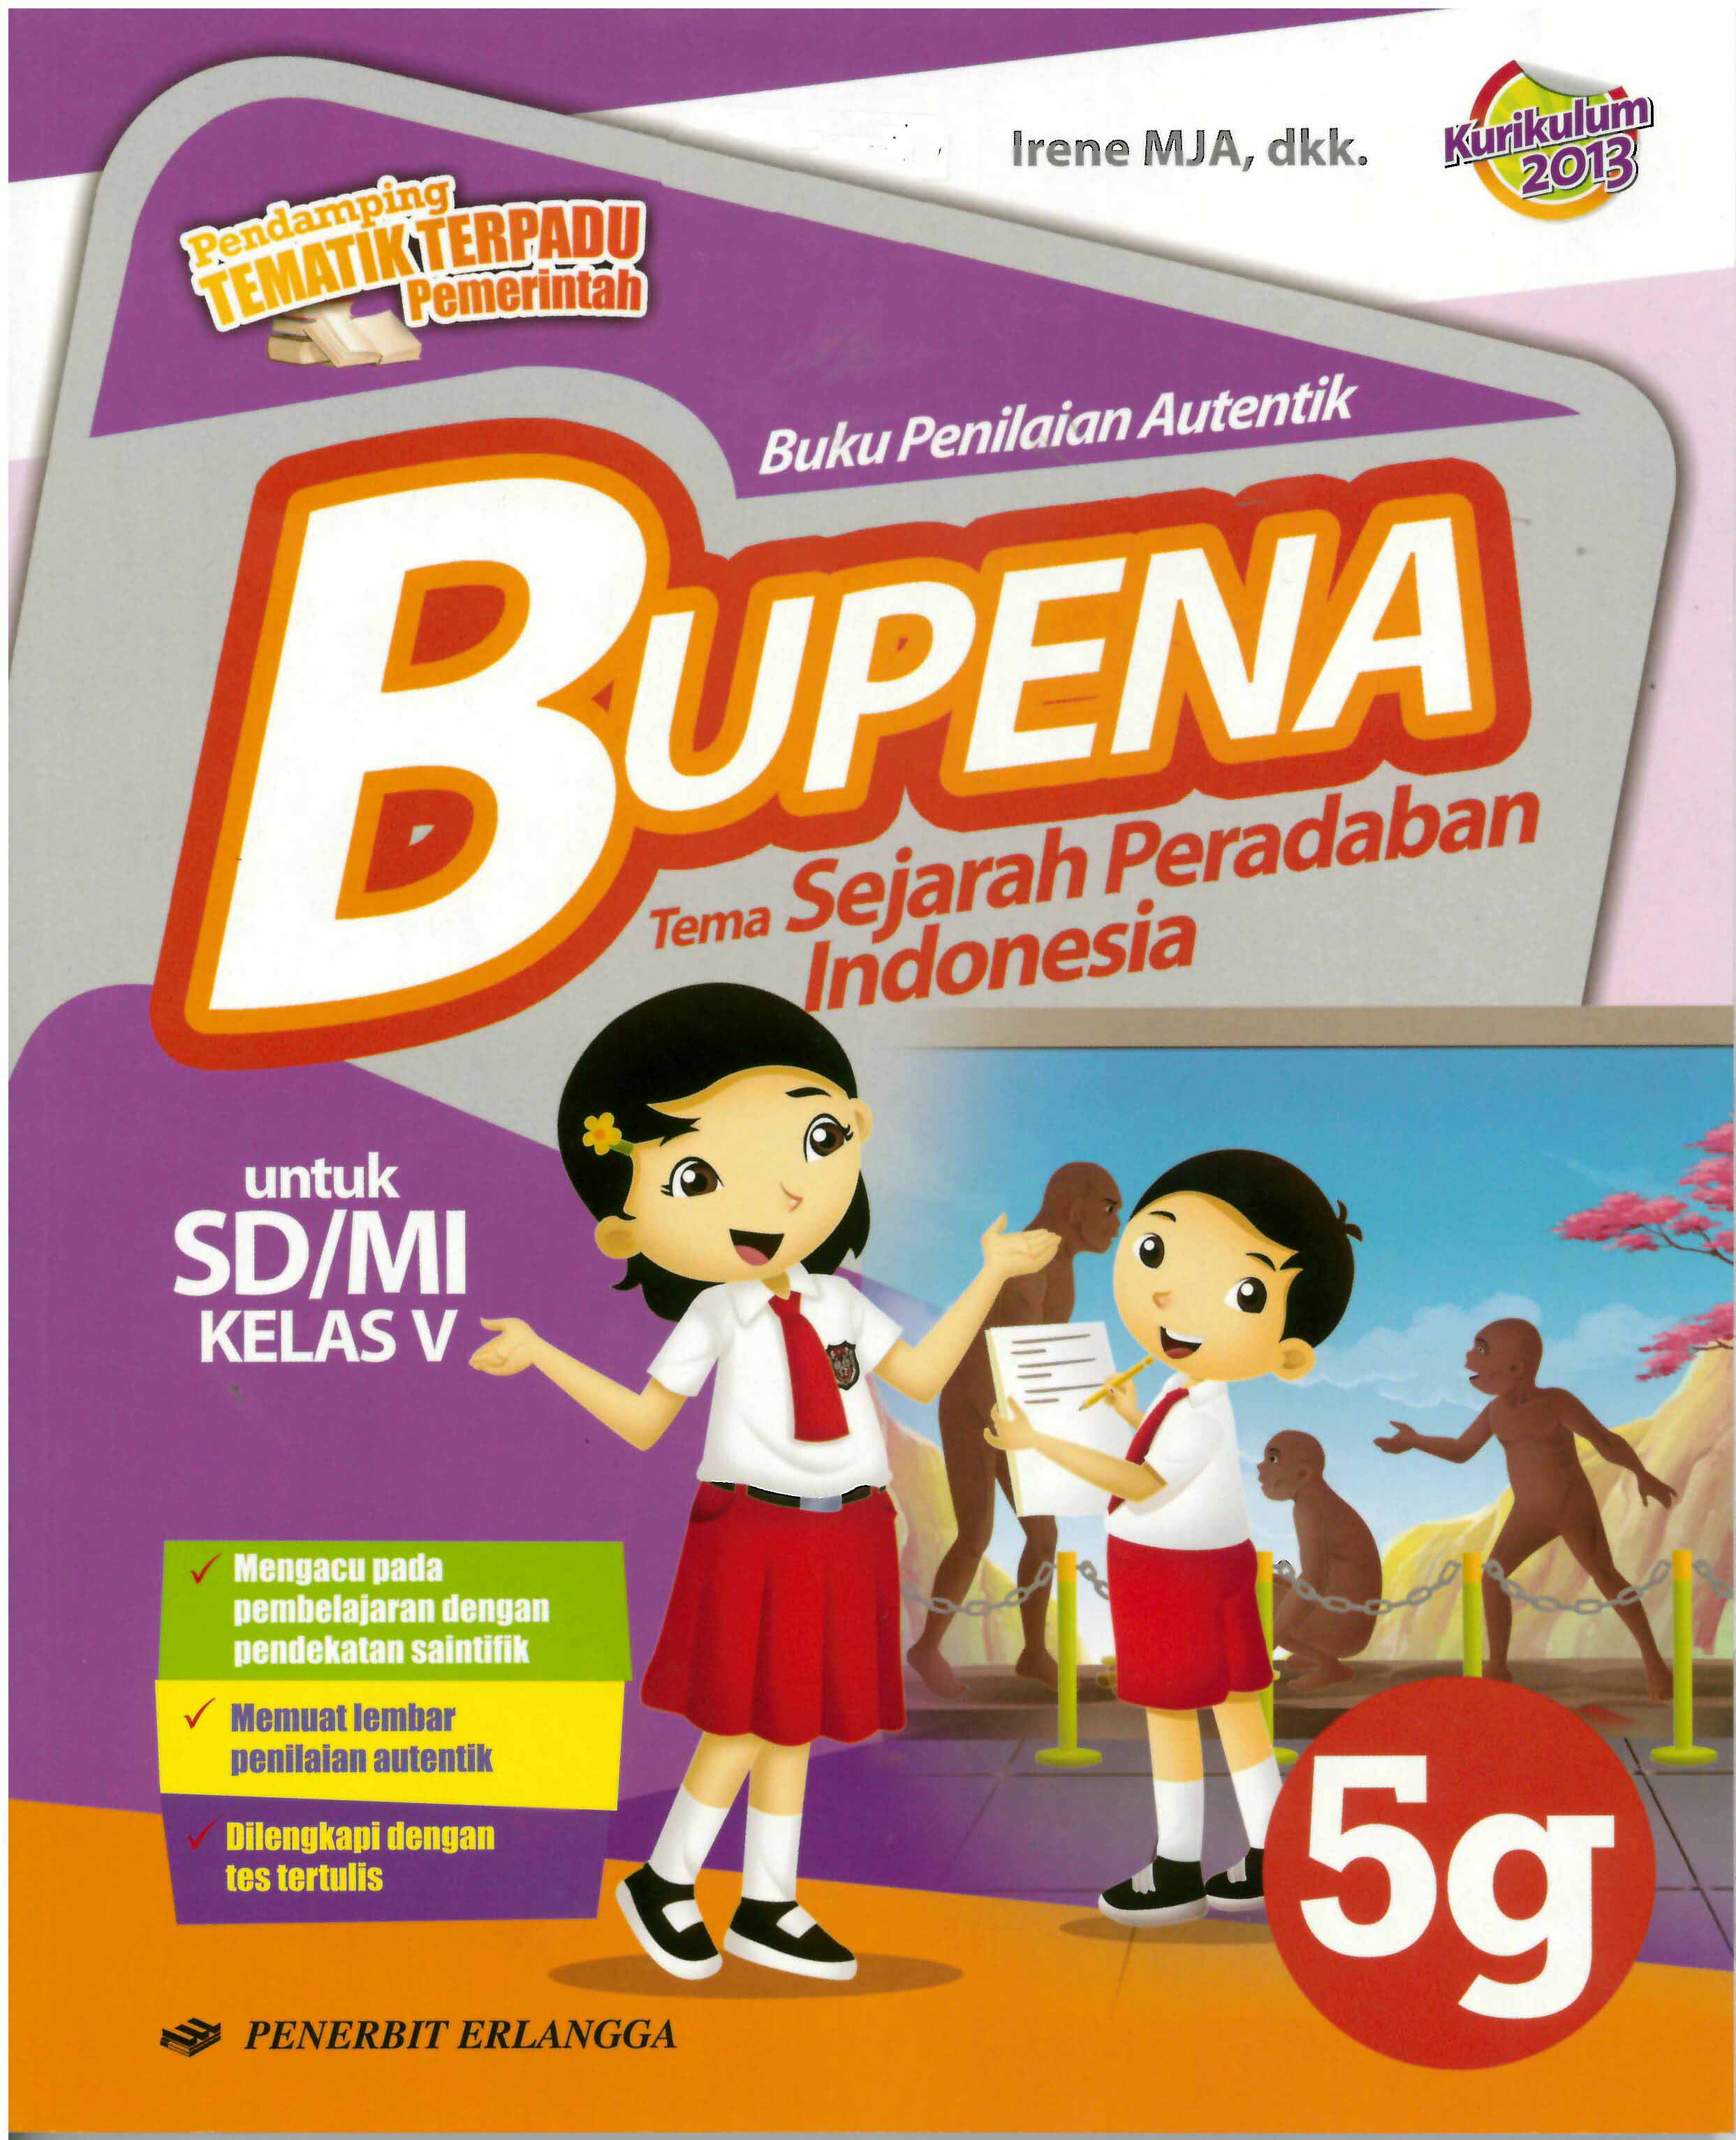 Irene MJA, dkk.
Kurikulum
2013
Pendamping
TEMATIK TERPADU
Pemerintah
Buku Penilaian Autentik
BUPENA
Tema Sejarah Peradaban
Indonesia
untuk
SD/MI
KELAS V
✓ Mengacu pada
pembelajaran dengan
pendekatan saintifik
✓ Memuat lembar
penilaian autentik
✓ Dilengkapi dengan
tes tertulis
5g
PENERBIT ERLANGGA